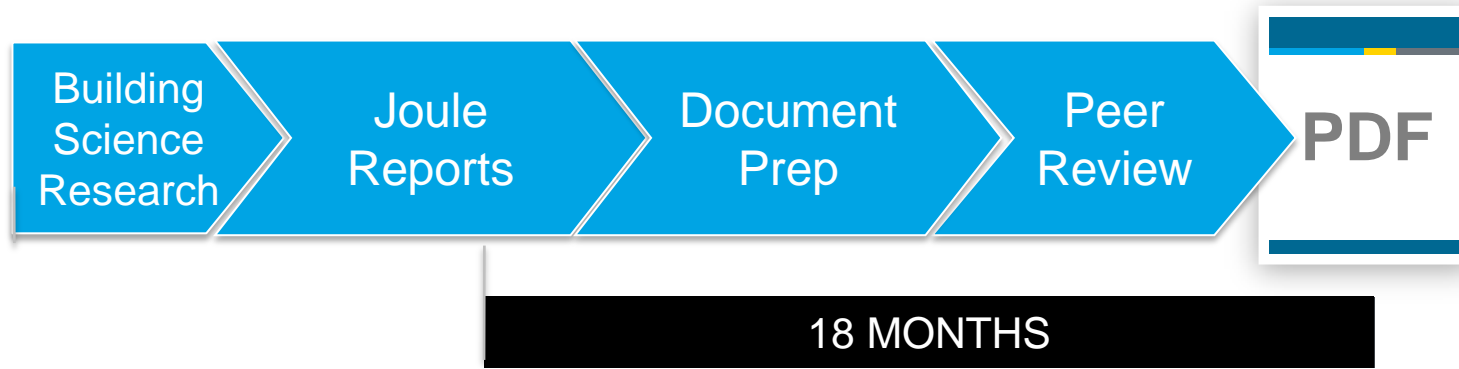 Building
Science
Research
Joule
Reports
Document
Prep
Peer
Review
PDF
18 MONTHS